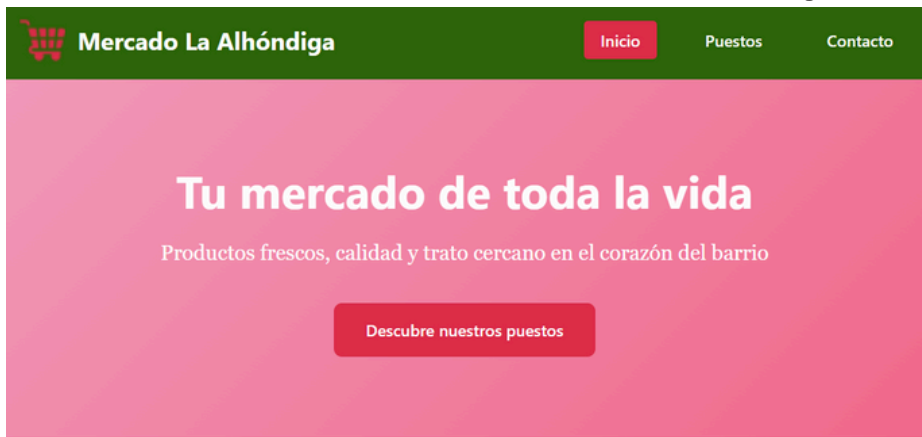 Mercado La Alhóndiga
Inicio
Puestos
Contacto
Tu mercado de toda la vida
Productos frescos, calidad y trato cercano en el corazón del barrio
Descubre nuestros puestos